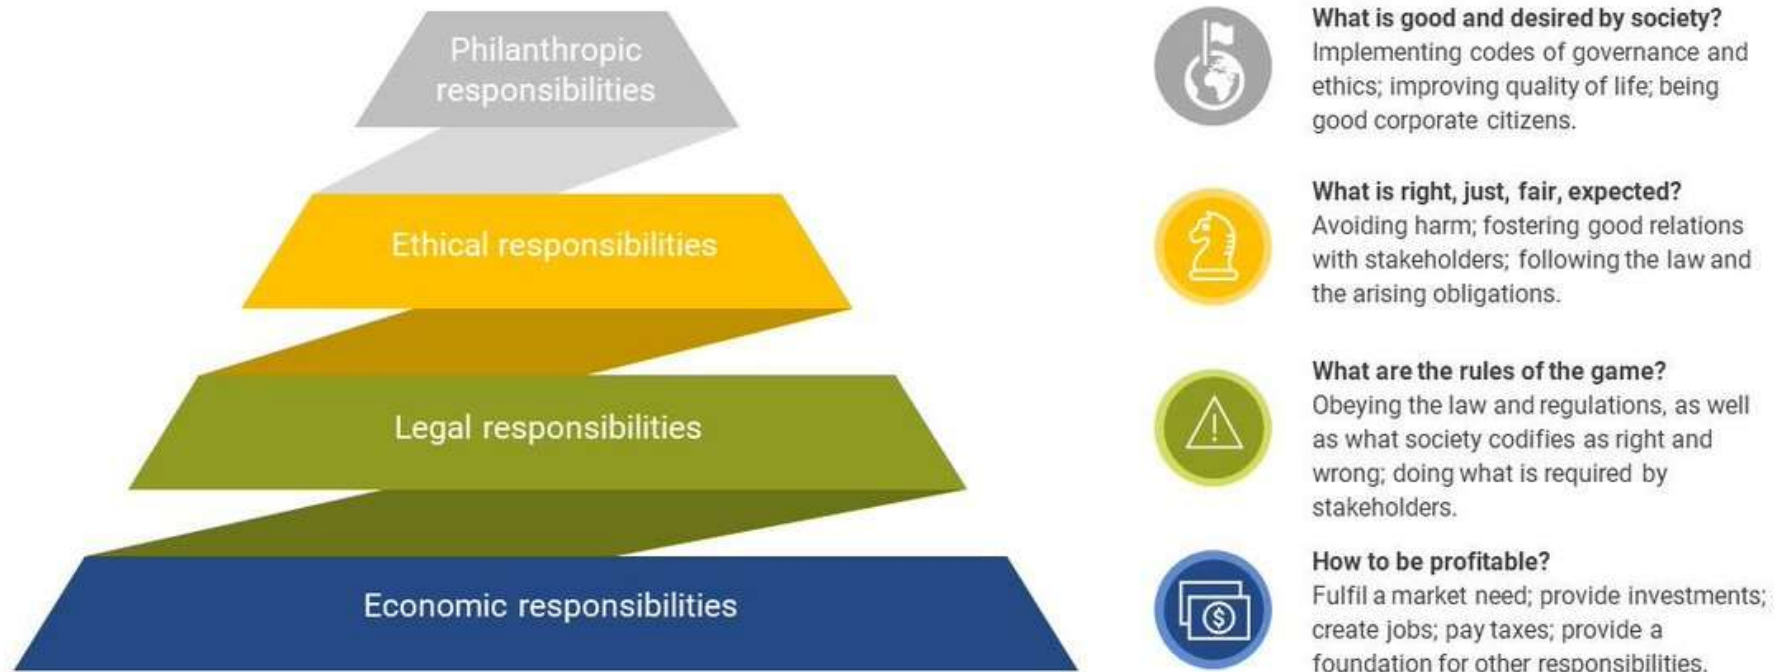 Philanthropic
responsibilities
What is good and desired by society?
Implementing codes of governance and
ethics; improving quality of life; being
good corporate citizens.
Ethical responsibilities
What is right, just, fair, expected?
Avoiding harm; fostering good relations
with stakeholders; following the law and
the arising obligations.
Legal responsibilities
What are the rules of the game?
Obeying the law and regulations, as well
as what society codifies as right and
wrong; doing what is required by
stakeholders.
Economic responsibilities
How to be profitable?
Fulfil a market need; provide investments;
create jobs; pay taxes; provide a
foundation for other responsibilities.
$